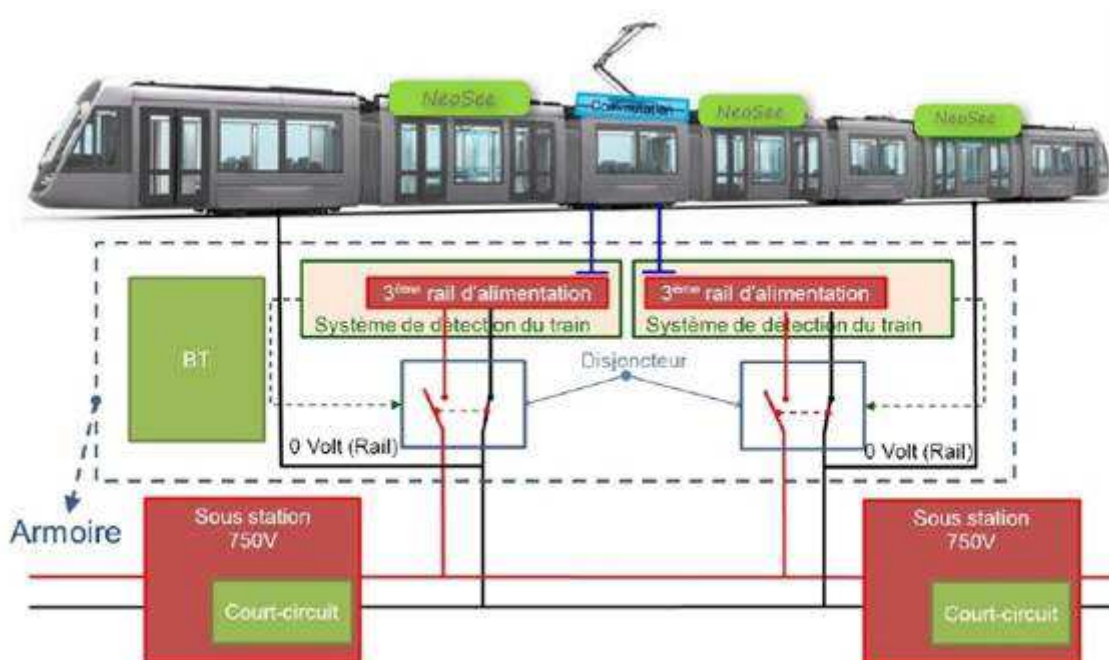 NeoSee
Commutation
NeoSee
NeoSee
3ème rail d'alimentation
3ème rail d'alimentation
Système de détection du train
Système de détection du train
BT
Disjoncteur
0 Volt (Rail)
0 Volt (Rail)
Armoire
Sous station
750V
Sous station
750V
Court-circuit
Court-circuit